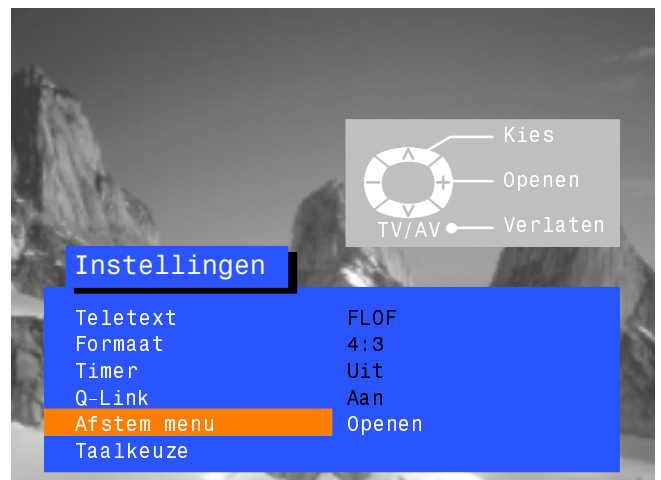 Kies
Openen
TV/AV Verlaten
Instellingen
Teletext FLOF
Formaat 4:3
Timer Uit
Q-Link Aan
Afstem menu Openen
Taalkeuze